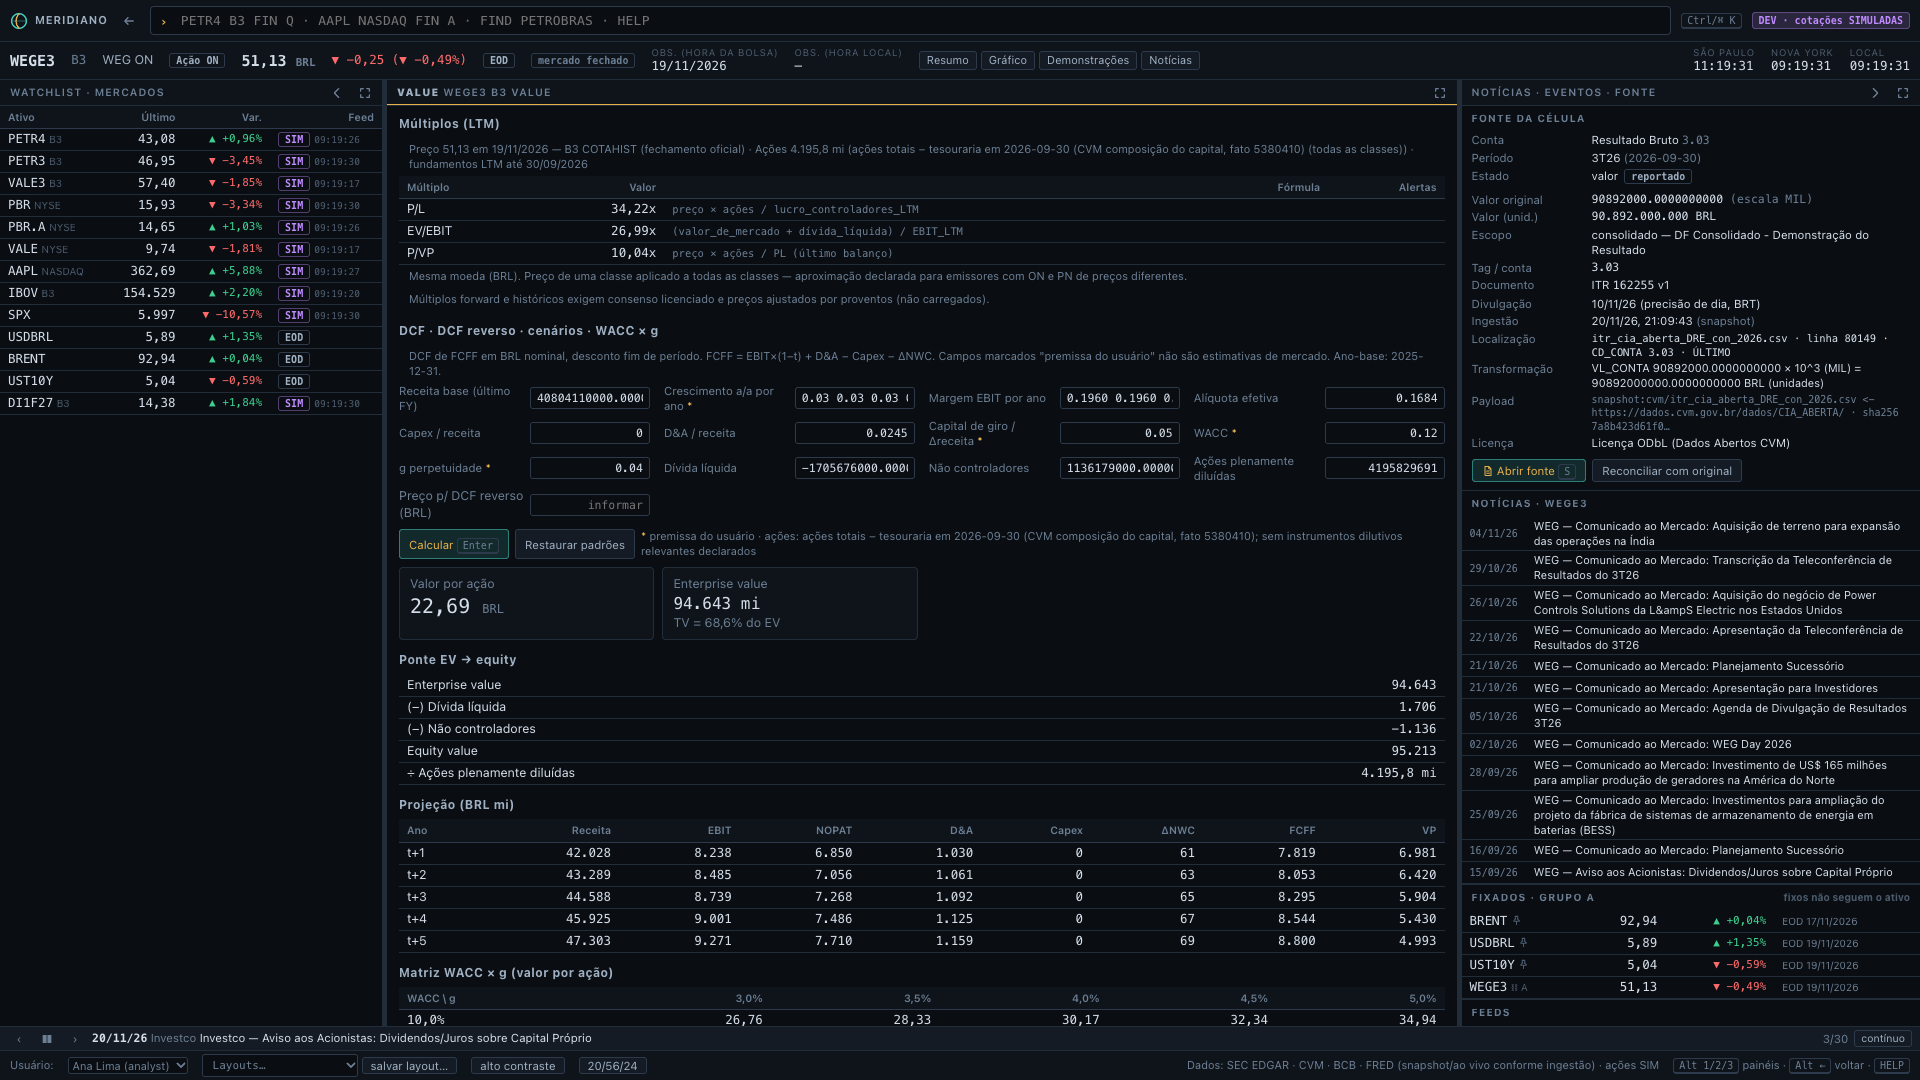 MERIDIANO ← › PETR4 B3 FIN Q · AAPL NASDAQ FIN A · FIND PETROBRAS · HELP Ctrl/⌘ K DEV · cotações SIMULADAS
WEGE3 B3 WEG ON Ação ON 51,13 BRL ▼ −0,25 (▼ −0,49%) EOD mercado fechado
OBS. (HORA DA BOLSA) OBS. (HORA LOCAL)
19/11/2026 —
Resumo Gráfico Demonstrações Notícias
SÃO PAULO NOVA YORK LOCAL
11:19:31 09:19:31 09:19:31
WATCHLIST · MERCADOS
Ativo Último Var. Feed
PETR4 B3 43,08 ▲ +0,96% SIM 09:19:26
PETR3 B3 46,95 ▼ −3,45% SIM 09:19:30
VALE3 B3 57,40 ▼ −1,85% SIM 09:19:17
PBR NYSE 15,93 ▼ −3,34% SIM 09:19:30
PBR.A NYSE 14,65 ▲ +1,03% SIM 09:19:26
VALE NYSE 9,74 ▼ −1,81% SIM 09:19:17
AAPL NASDAQ 362,69 ▲ +5,88% SIM 09:19:27
IBOV B3 154.529 ▲ +2,20% SIM 09:19:20
SPX 5.997 ▼ −10,57% SIM 09:19:30
USDBRL 5,89 ▲ +1,35% EOD
BRENT 92,94 ▲ +0,04% EOD
UST10Y 5,04 ▼ −0,59% EOD
DI1F27 B3 14,38 ▲ +1,84% SIM 09:19:30
VALUE WEGE3 B3 VALUE
Múltiplos (LTM)
Preço 51,13 em 19/11/2026 — B3 COTAHIST (fechamento oficial) · Ações 4.195,8 mi (ações totais − tesouraria em 2026-09-30 (CVM composição do capital, fato 5380410) (todas as classes)) ·
fundamentos LTM até 30/09/2026
Múltiplo Valor Fórmula Alertas
P/L 34,22x preço × ações / lucro_controladores_LTM
EV/EBIT 26,99x (valor_de_mercado + dívida_líquida) / EBIT_LTM
P/VP 10,04x preço × ações / PL (último balanço)
Mesma moeda (BRL). Preço de uma classe aplicado a todas as classes — aproximação declarada para emissores com ON e PN de preços diferentes.
Múltiplos forward e históricos exigem consenso licenciado e preços ajustados por proventos (não carregados).
DCF · DCF reverso · cenários · WACC × g
DCF de FCFF em BRL nominal, desconto fim de período. FCFF = EBIT×(1−t) + D&A − Capex − ΔNWC. Campos marcados "premissa do usuário" não são estimativas de mercado. Ano-base: 2025-
12-31.
Receita base (último FY) 40804110000.000 Crescimento a/a por ano * 0.03 0.03 0.03 Margem EBIT por ano 0.1960 0.1960 0. Alíquota efetiva 0.1684
Capex / receita 0 D&A / receita 0.0245 Capital de giro / Δreceita * 0.05 WACC * 0.12
g perpetuidade * 0.04 Dívida líquida −1705676000.000 Não controladores 1136179000.0000 Ações plenamente diluídas 4195829691
Preço p/ DCF reverso (BRL) informar
Calcular Enter Restaurar padrões * premissa do usuário · ações: ações totais − tesouraria em 2026-09-30 (CVM composição do capital, fato 5380410); sem instrumentos dilutivos
relevantes declarados
Valor por ação
22,69 BRL
Enterprise value
94.643 mi
TV = 68,6% do EV
Ponte EV → equity
Enterprise value 94.643
(−) Dívida líquida 1.706
(−) Não controladores −1.136
Equity value 95.213
÷ Ações plenamente diluídas 4.195,8 mi
Projeção (BRL mi)
Ano Receita EBIT NOPAT D&A Capex ΔNWC FCFF VP
t+1 42.028 8.238 6.850 1.030 0 61 7.819 6.981
t+2 43.289 8.485 7.056 1.061 0 63 8.053 6.420
t+3 44.588 8.739 7.268 1.092 0 65 8.295 5.904
t+4 45.925 9.001 7.486 1.125 0 67 8.544 5.430
t+5 47.303 9.271 7.710 1.159 0 69 8.800 4.993
Matriz WACC × g (valor por ação)
WACC \ g 3,0% 3,5% 4,0% 4,5% 5,0%
10,0% 26,76 28,33 30,17 32,34 34,94
NOTÍCIAS · EVENTOS · FONTE
FONTE DA CÉLULA
Conta Resultado Bruto 3.03
Período 3T26 (2026-09-30)
Estado valor reportado
Valor original 90892000.0000000000 (escala MIL)
Valor (unid.) 90.892.000.000 BRL
Escopo consolidado — DF Consolidado - Demonstração do
Resultado
Tag / conta 3.03
Documento ITR 162255 v1
Divulgação 10/11/26 (precisão de dia, BRT)
Ingestão 20/11/26, 21:09:43 (snapshot)
Localização itr_cia_aberta_DRE_con_2026.csv · linha 80149 ·
CD_CONTA 3.03 · ÚLTIMO
Transformação VL_CONTA 90892000.0000000000 × 10^3 (MIL) =
90892000000.0000000000 BRL (unidades)
Payload snapshot:cvm/itr_cia_aberta_DRE_con_2026.csv <−
https://dados.cvm.gov.br/dados/CIA_ABERTA/ · sha256
7a8b423d61f0…
Licença Licença ODbL (Dados Abertos CVM)
Abrir fonte S Reconciliar com original
NOTÍCIAS · WEGE3
04/11/26 WEG — Comunicado ao Mercado: Aquisição de terreno para expansão
das operações na Índia
29/10/26 WEG — Comunicado ao Mercado: Transcrição da Teleconferência de
Resultados do 3T26
26/10/26 WEG — Comunicado ao Mercado: Aquisição do negócio de Power
Controls Solutions da L&ampS Electric nos Estados Unidos
22/10/26 WEG — Comunicado ao Mercado: Apresentação da Teleconferência de
Resultados do 3T26
21/10/26 WEG — Comunicado ao Mercado: Planejamento Sucessório
21/10/26 WEG — Comunicado ao Mercado: Apresentação para Investidores
05/10/26 WEG — Comunicado ao Mercado: Agenda de Divulgação de Resultados
3T26
02/10/26 WEG — Comunicado ao Mercado: WEG Day 2026
28/09/26 WEG — Comunicado ao Mercado: Investimento de US$ 165 milhões
para ampliar produção de geradores na América do Norte
25/09/26 WEG — Comunicado ao Mercado: Investimentos para ampliação do
projeto da fábrica de sistemas de armazenamento de energia em
baterias (BESS)
16/09/26 WEG — Comunicado ao Mercado: Planejamento Sucessório
15/09/26 WEG — Aviso aos Acionistas: Dividendos/Juros sobre Capital Próprio
FIXADOS · GRUPO A fixos não seguem o ativo
BRENT 92,94 ▲ +0,04% EOD 17/11/2026
USDBRL 5,89 ▲ +1,35% EOD 19/11/2026
UST10Y 5,04 ▼ −0,59% EOD 19/11/2026
WEGE3 A 51,13 ▼ −0,49% EOD 19/11/2026
FEEDS
‹ › 20/11/26 Investco Investco — Aviso aos Acionistas: Dividendos/Juros sobre Capital Próprio 3/30 contínuo
Usuário: Ana Lima (analyst) Layouts… salvar layout… alto contraste 20/56/24 Dados: SEC EDGAR · CVM · BCB · FRED (snapshot/ao vivo conforme ingestão) · ações SIM Alt 1/2/3 painéis · Alt ← voltar · HELP